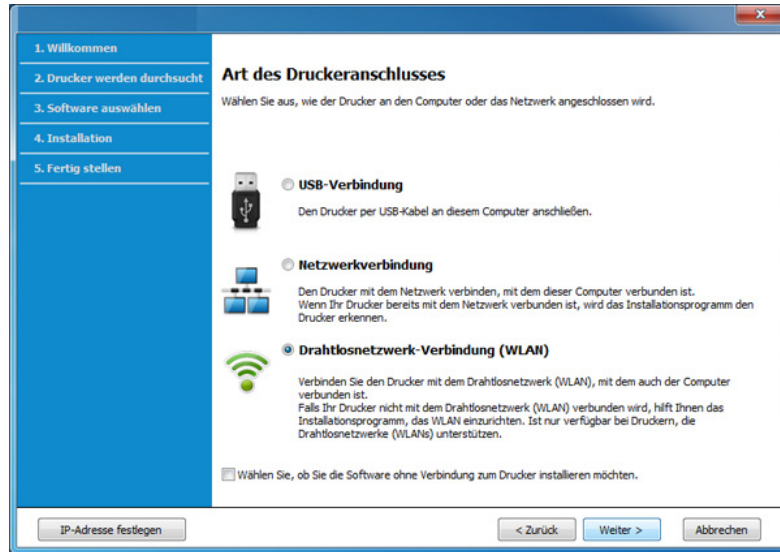 1. Willkommen
2. Drucker werden durchsucht
3. Software auswählen
4. Installation
5. Fertig stellen
Art des Druckeranschlusses
Wählen Sie aus, wie der Drucker an den Computer oder das Netzwerk angeschlossen wird.
USB-Verbindung
Den Drucker per USB-Kabel an diesem Computer anschließen.
Netzwerkverbindung
Den Drucker mit dem Netzwerk verbinden, mit dem dieser Computer verbunden ist.
Wenn Ihr Drucker bereits mit dem Netzwerk verbunden ist, wird das Installationsprogramm den
Drucker erkennen.
Drahtlosnetzwerk-Verbindung (WLAN)
Verbinden Sie den Drucker mit dem Drahtlosnetzwerk (WLAN), mit dem auch der Computer
verbunden ist.
Falls Ihr Drucker nicht mit dem Drahtlosnetzwerk (WLAN) verbunden wird, hilft Ihnen das
Installationsprogramm, das WLAN einzurichten. Ist nur verfügbar bei Druckern, die
Drahtlosnetzwerke (WLANs) unterstützen.
Wählen Sie, ob Sie die Software ohne Verbindung zum Drucker installieren möchten.
IP-Adresse festlegen
< Zurück
Weiter >
Abbrechen